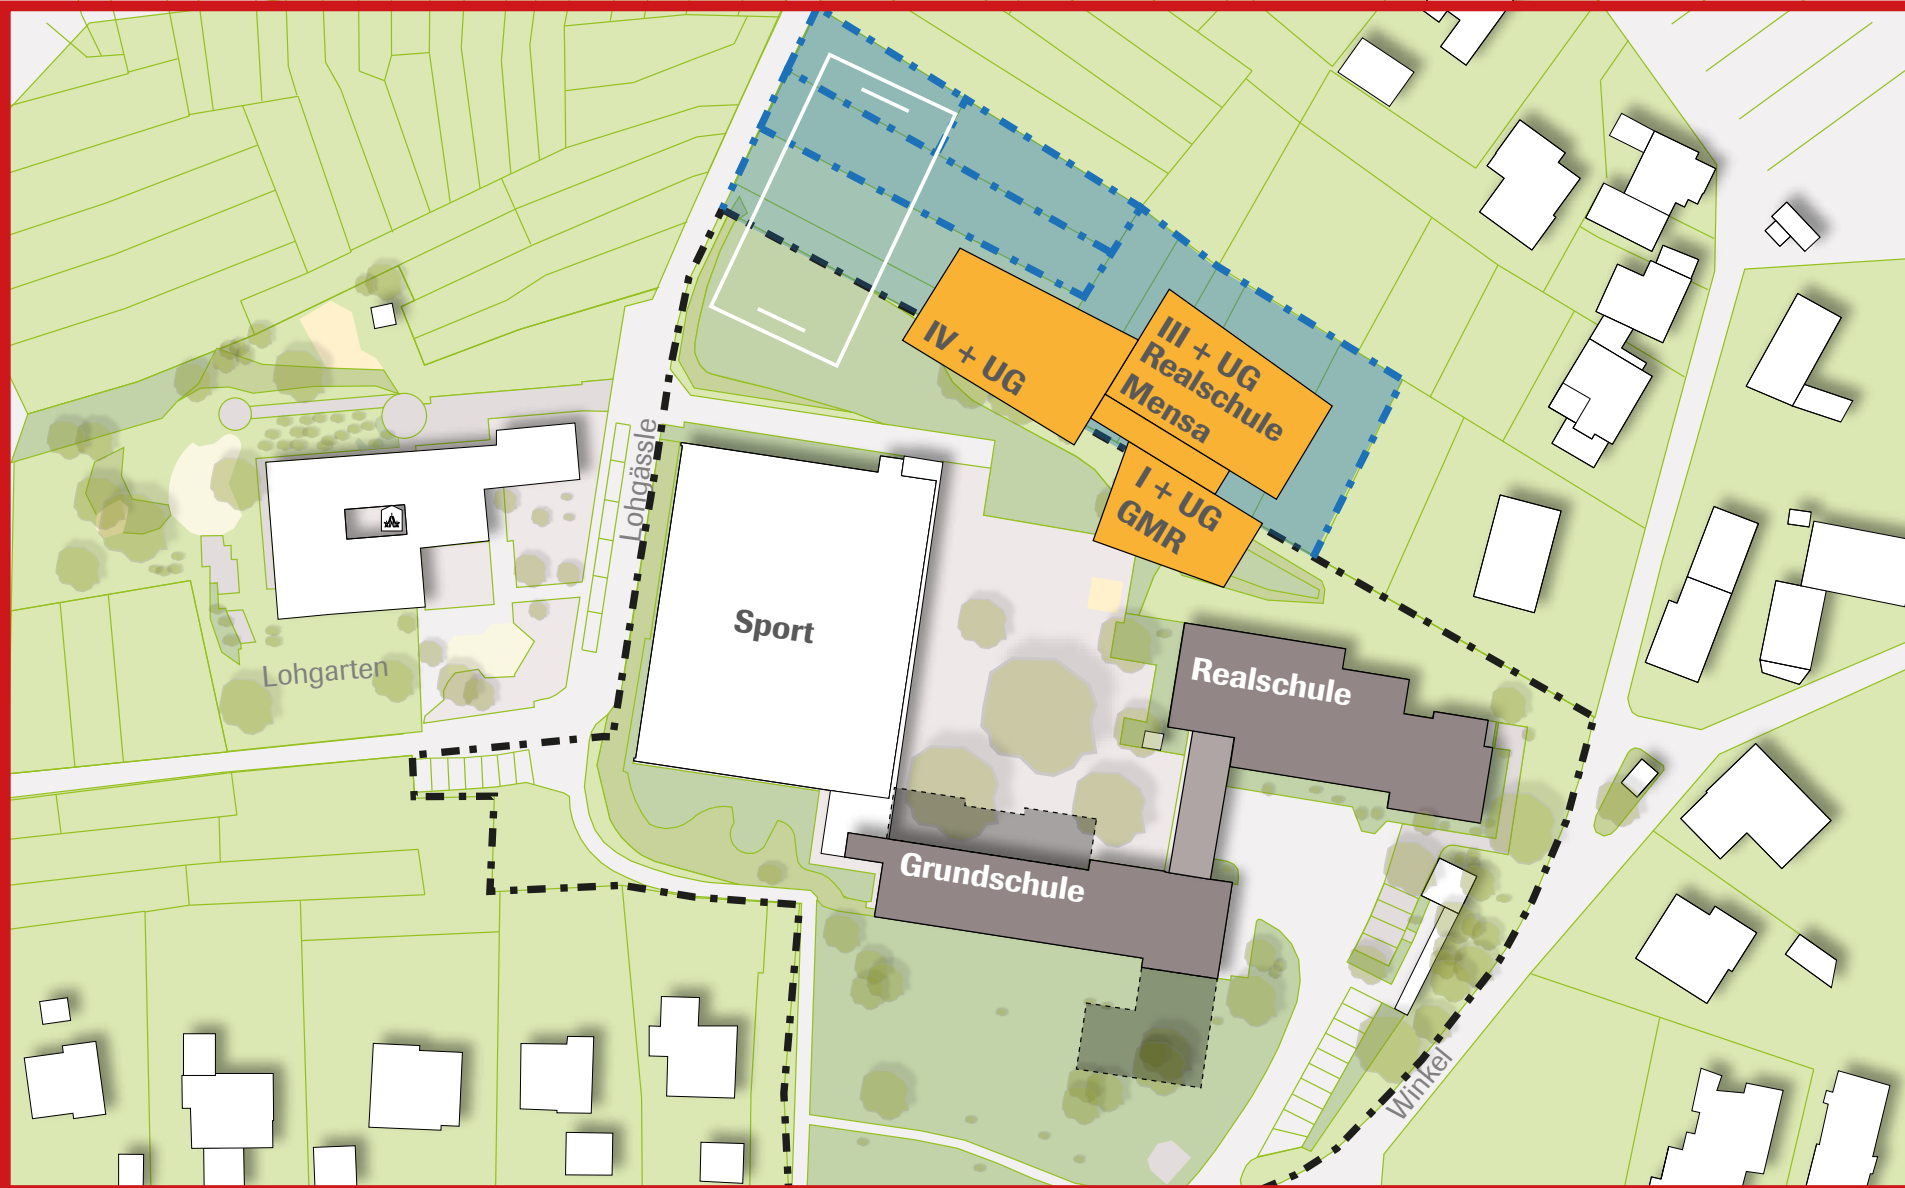 IV + UG
III + UG
Realschule
Mensa
I + UG
GMR
Lohgässle
Sport
Lohgarten
Realschule
Grundschule
Winkel